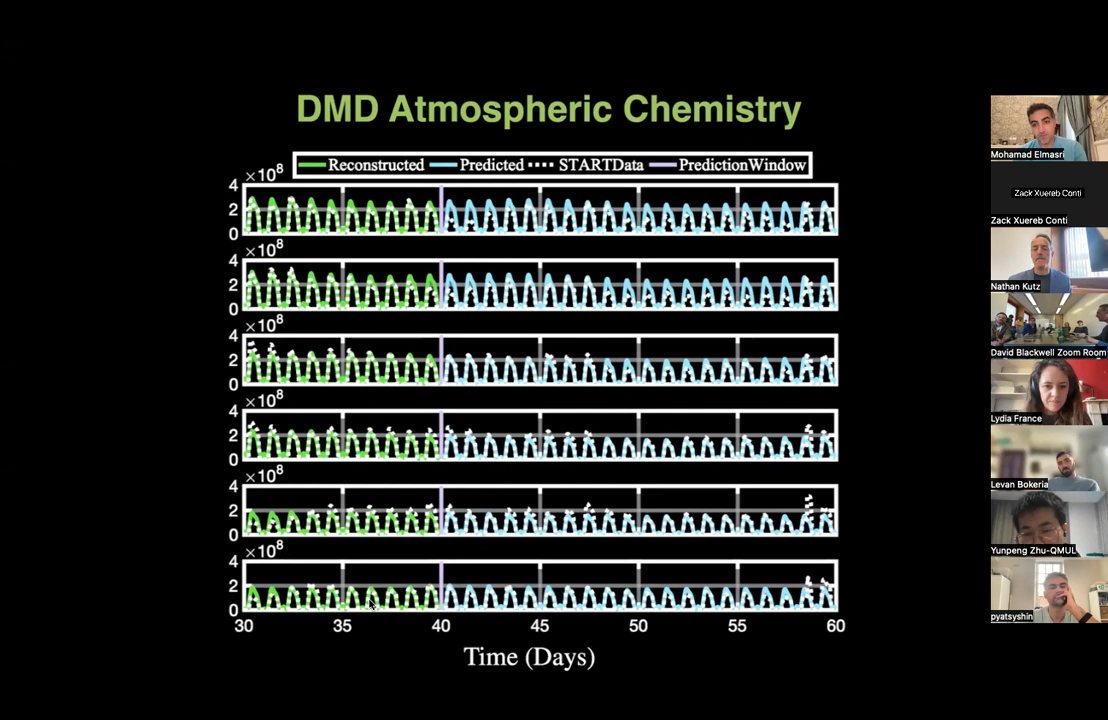 DMD Atmospheric Chemistry
Reconstructed Predicted STARTData PredictionWindow
×10⁸
4
2
0
×10⁸
4
2
0
×10⁸
4
2
0
×10⁸
4
2
0
×10⁸
4
2
0
×10⁸
4
2
0
30 35 40 45 50 55 60
Time (Days)
Mohamad Elmasri
Zack Xuereb Conti
Zack Xuereb Conti
Nathan Kutz
David Blackwell Zoom Room
Lydia France
Levan Bokeria
Yunpeng Zhu-QMUL
pyatsyshin